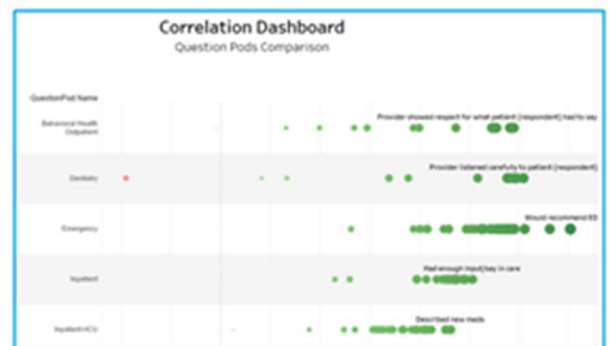 Correlation Dashboard
Question Pods Comparison
QuestionPod Name
Provider showed respect for what patient [respondent] had to say
Behavioral Health
Outpatient
Provider listened carefully to patient [respondent]
Dentistry
Would recommend ED
Emergency
Had enough input/say in care
Inpatient
Described new meds
Inpatient-ICU